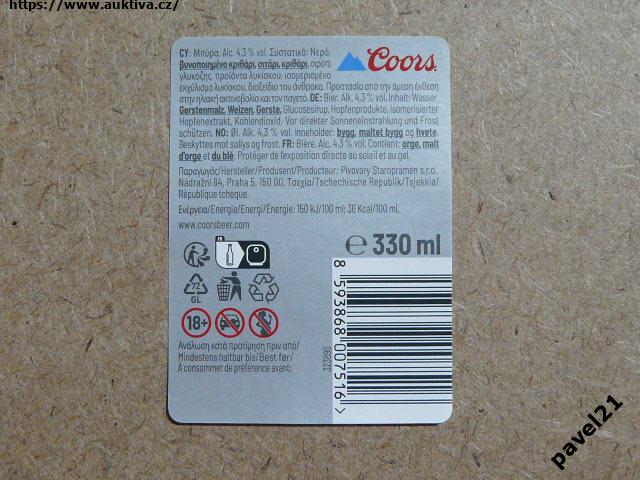 https://www.auktiva.cz/
CY: Μπύρα. Alc. 4,3 % vol. Συστατικά: Νερό,
βυνοποιημένο κριθάρι, σιτάρι, κριθάρι, σιρόπι
γλυκόζης, προϊόντα λυκίσκου, ισομερισμένο
εκχύλισμα λυκίσκου, διοξείδιο του άνθρακα. Προστασία από την άμεση έκθεση
στην ηλιακή ακτινοβολία και τον παγετό. DE: Bier. Alk. 4,3 % vol. Inhalt: Wasser,
Gerstenmalz, Weizen, Gerste, Glucosesirup, Hopfenprodukte, Isomerisierter
Hopfenextrakt, Kohlendioxid. Vor direkter Sonneneinstrahlung und Frost
schützen. NO: Øl. Alk. 4,3 % vol. Inneholder: bygg, maltet bygg og hvete.
Beskyttes mot sollys og frost. FR: Bière. Alc. 4,3 % vol. Contient: orge, malt
d'orge et du blé. Protéger de l'exposition directe au soleil et au gel.
Coors.
Παραγωγός/Hersteller/Produsent/Producteur: Pivovary Staropramen s.r.o.,
Nádražní 84, Praha 5, 150 00, Τσεχία/Tschechische Republik/Tsjekkia/
République tchèque.
Ενέργεια/Energie/Energi/Énergie: 150 kJ/100 ml; 36 Kcal/100 ml.
www.coorsbeer.com
℮ 330 ml
FR
72
GL
18+
Ανάλωση κατά προτίμηση πριν από/
Mindestens haltbar bis/Best før/
A consommer de préférence avant:
323890
8 593868 007516 >
pavel21